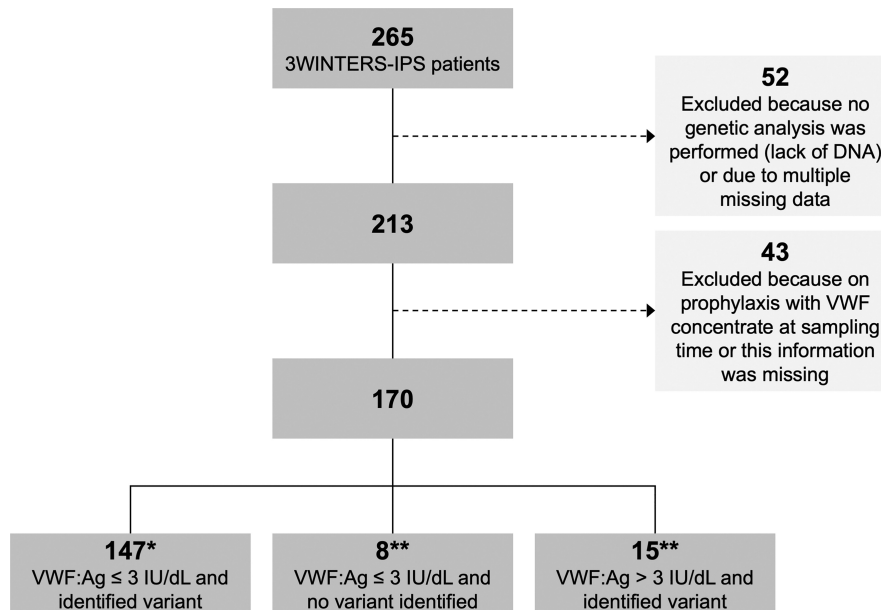 265
3WINTERS-IPS patients
52
Excluded because no
genetic analysis was
performed (lack of DNA)
or due to multiple
missing data
213
43
Excluded because on
prophylaxis with VWF
concentrate at sampling
time or this information
was missing
170
147*
VWF:Ag ≤ 3 IU/dL and
identified variant
8**
VWF:Ag ≤ 3 IU/dL and
no variant identified
15**
VWF:Ag > 3 IU/dL and
identified variant